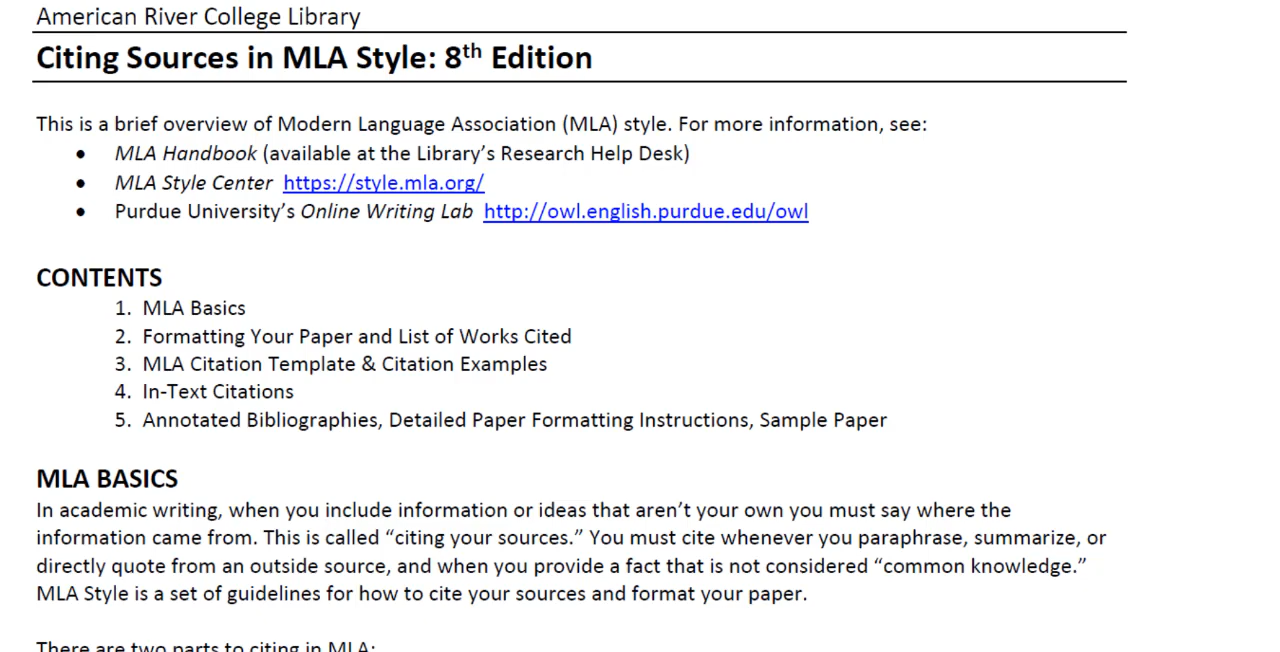 American River College Library
Citing Sources in MLA Style: 8th Edition
This is a brief overview of Modern Language Association (MLA) style. For more information, see:
• MLA Handbook (available at the Library’s Research Help Desk)
• MLA Style Center https://style.mla.org/
• Purdue University’s Online Writing Lab http://owl.english.purdue.edu/owl
CONTENTS
1. MLA Basics
2. Formatting Your Paper and List of Works Cited
3. MLA Citation Template & Citation Examples
4. In-Text Citations
5. Annotated Bibliographies, Detailed Paper Formatting Instructions, Sample Paper
MLA BASICS
In academic writing, when you include information or ideas that aren’t your own you must say where the
information came from. This is called “citing your sources.” You must cite whenever you paraphrase, summarize, or
directly quote from an outside source, and when you provide a fact that is not considered “common knowledge.”
MLA Style is a set of guidelines for how to cite your sources and format your paper.
There are two parts to citing in MLA: